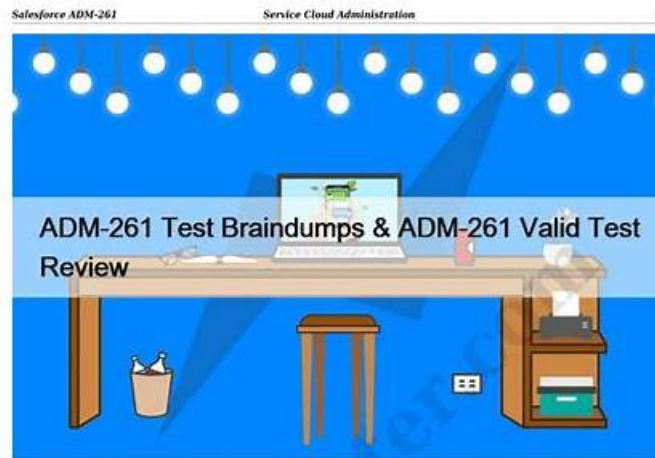 Salesforce ADM-261 Service Cloud Administration
ADM-261 Test Braindumps & ADM-261 Valid Test
Review